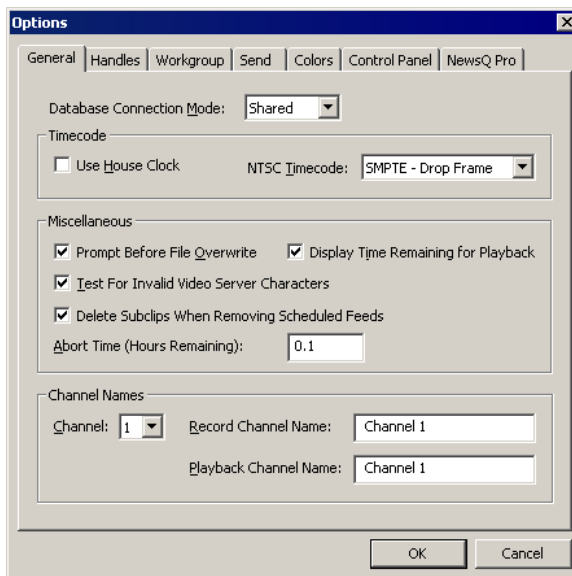 Options
General Handles Workgroup Send Colors Control Panel NewsQ Pro
Database Connection Mode: Shared
Timecode
Use House Clock NTSC Timecode: SMPTE - Drop Frame
Miscellaneous
Prompt Before File Overwrite Display Time Remaining for Playback
Test For Invalid Video Server Characters
Delete Subclips When Removing Scheduled Feeds
Abort Time (Hours Remaining): 0.1
Channel Names
Channel: 1 Record Channel Name: Channel 1
Playback Channel Name: Channel 1
OK Cancel